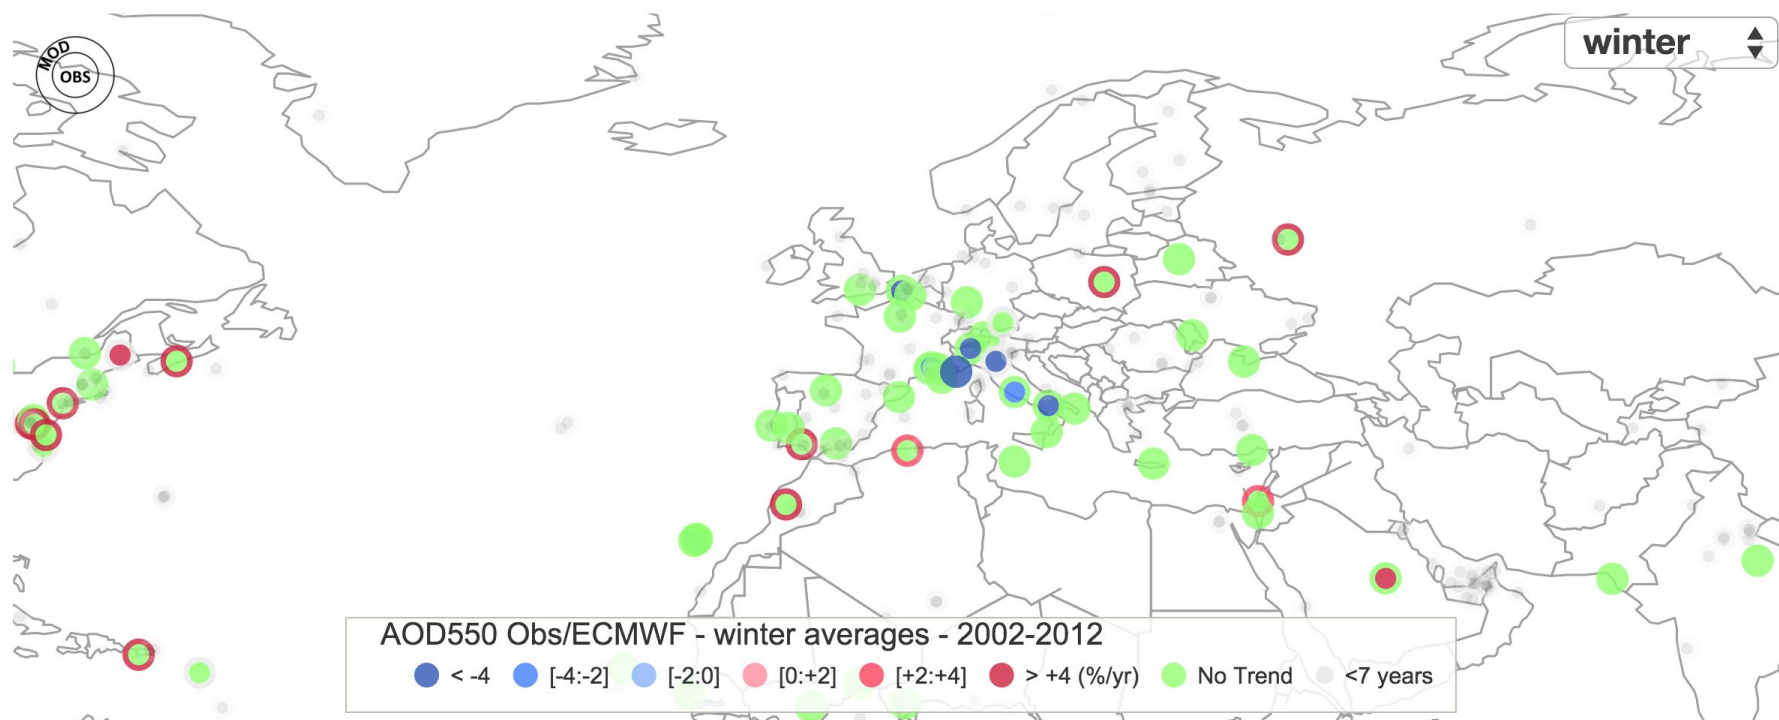 MOD
OBS
winter
AOD550 Obs/ECMWF - winter averages - 2002-2012
< -4 [-4:-2] [-2:0] [0:+2] [+2:+4] > +4 (%/yr) No Trend <7 years